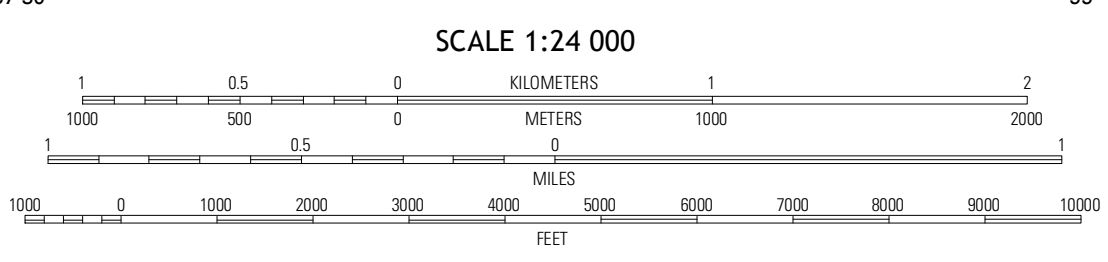 SCALE 1:24 000
1 0.5 0 KILOMETERS 1 2
1000 500 0 METERS 1000 2000
1 0.5 0 1
MILES
1000 0 1000 2000 3000 4000 5000 6000 7000 8000 9000 10000
FEET